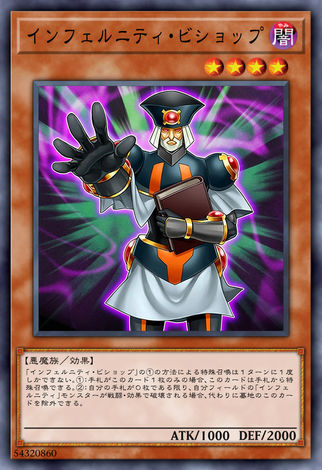 インフェルニティ・ビショップ
やみ
闇
【悪魔族／効果】
「インフェルニティ・ビショップ」の①の方法による特殊召喚は１ターンに１度
しかできない。①：手札がこのカード１枚のみの場合、このカードは手札から特
殊召喚できる。②：自分の手札が０枚である限り、自分フィールドの「インフェ
ルニティ」モンスターが戦闘・効果で破壊される場合、代わりに墓地のこのカー
ドを除外できる。
ATK/1000 DEF/2000
54320860